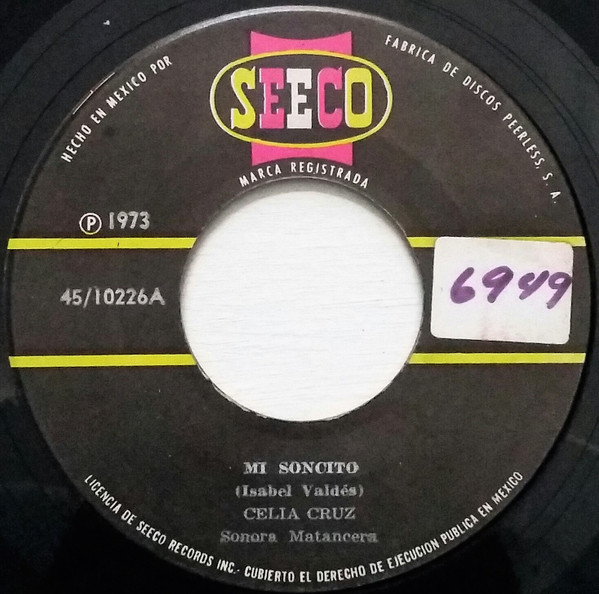 HECHO EN MEXICO POR
FABRICA DE DISCOS PEERLESS, S. A.
SEECO
MARCA REGISTRADA
Ⓟ 1973
45/10226A
6949
MI SONCITO
(Isabel Valdés)
CELIA CRUZ
Sonora Matancera
LICENCIA DE SEECO RECORDS INC.- CUBIERTO EL DERECHO DE EJECUCION PUBLICA EN MEXICO